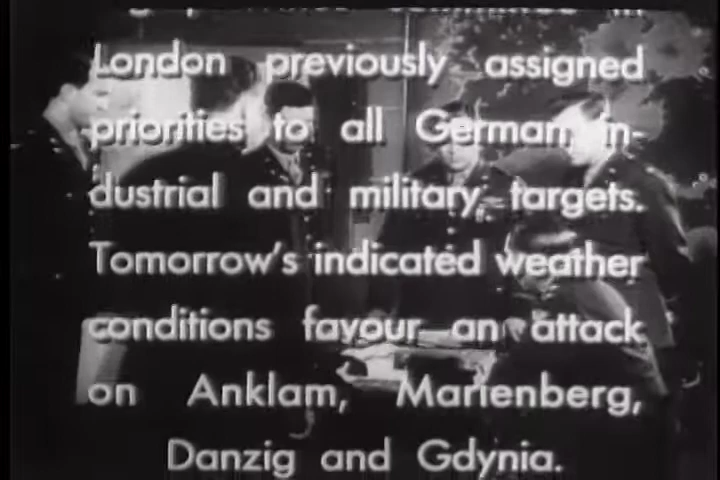 London previously assigned
priorities to all German in-
dustrial and military targets.
Tomorrow's indicated weather
conditions favour an attack
on Anklam, Marienberg,
Danzig and Gdynia.